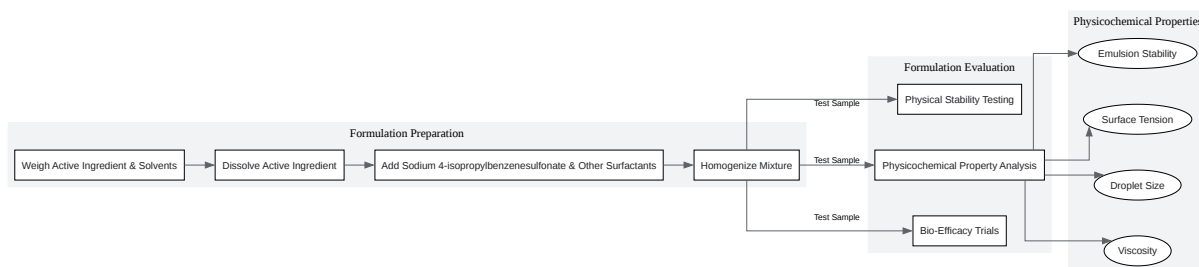 Physicochemical Properties
Emulsion Stability
Formulation Evaluation
Physical Stability Testing
Test Sample
Surface Tension
Formulation Preparation
Weigh Active Ingredient & Solvents
Dissolve Active Ingredient
Add Sodium 4-isopropylbenzenesulfonate & Other Surfactants
Homogenize Mixture
Test Sample
Physicochemical Property Analysis
Droplet Size
Test Sample
Bio-Efficacy Trials
Viscosity